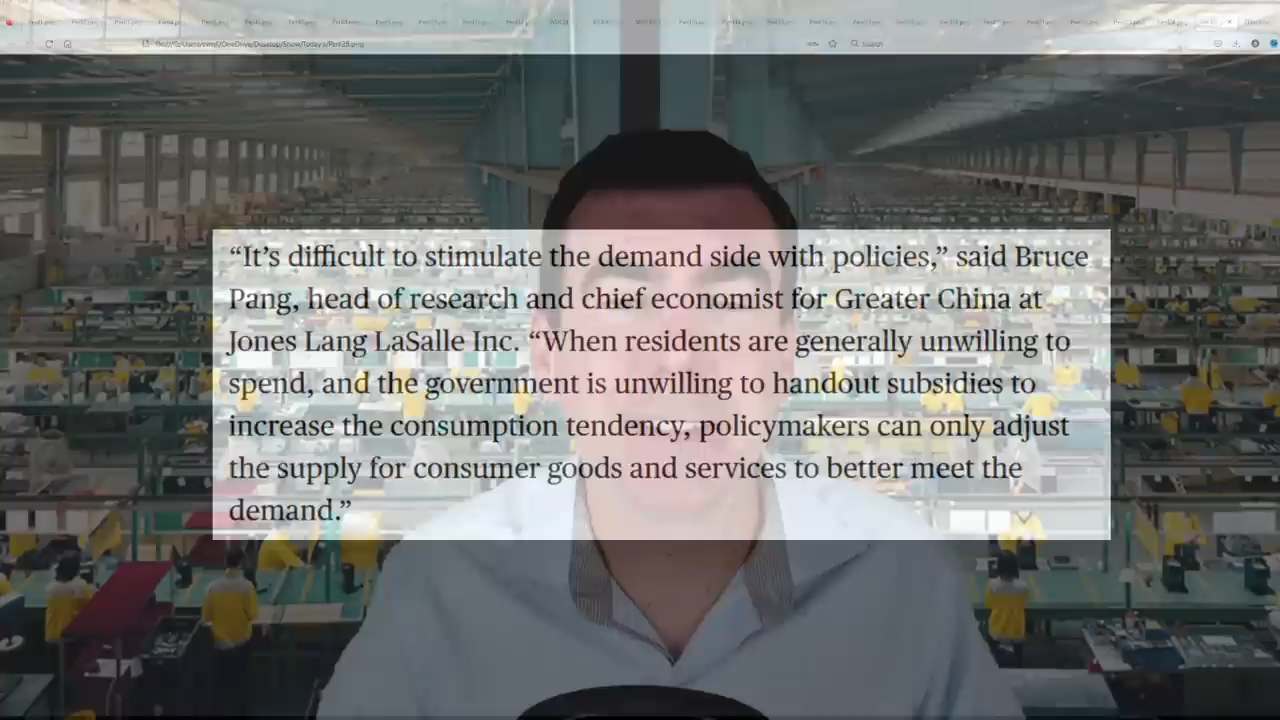 Search
“It’s difficult to stimulate the demand side with policies,” said Bruce
Pang, head of research and chief economist for Greater China at
Jones Lang LaSalle Inc. “When residents are generally unwilling to
spend, and the government is unwilling to handout subsidies to
increase the consumption tendency, policymakers can only adjust
the supply for consumer goods and services to better meet the
demand.”